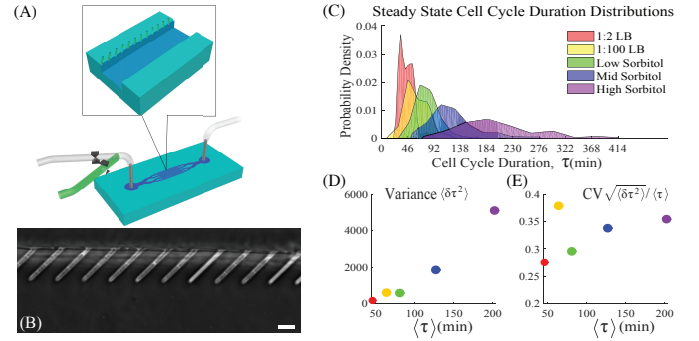 (A)
(B)
(C) Steady State Cell Cycle Duration Distributions
1:2 LB
1:100 LB
Low Sorbitol
Mid Sorbitol
High Sorbitol
Probability Density
0.04
0.03
0.02
0.01
0
0 46 92 138 184 230 276 322 368 414
Cell Cycle Duration, τ(min)
(D) Variance ⟨δτ²⟩
6000
4000
2000
0
50 100 150 200
⟨τ⟩(min)
(E) CV √⟨δτ²⟩/⟨τ⟩
0.4
0.35
0.3
0.25
0.2
50 100 150 200
⟨τ⟩(min)